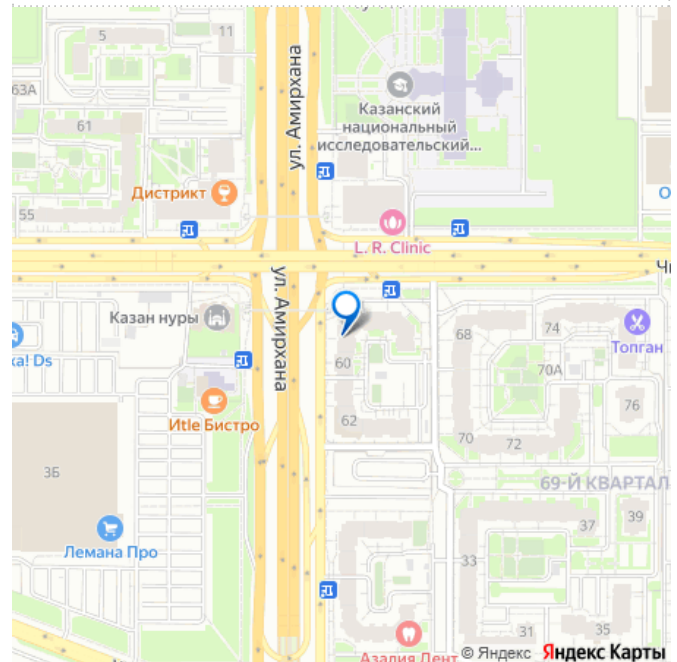 5
11
63А
61
ул. Амирхана
Казанский
национальный
исследовательский...
Дистрикт
55
L. R. Clinic
ул. Амирхана
Казан нуры
60
62
68
74
Топган
70А
76
70
72
Itle Бистро
3Б
69-Й КВАРТАЛ
39
37
Лемана Про
33
31
35
Азалия Дент
© Яндекс Яндекс Карты